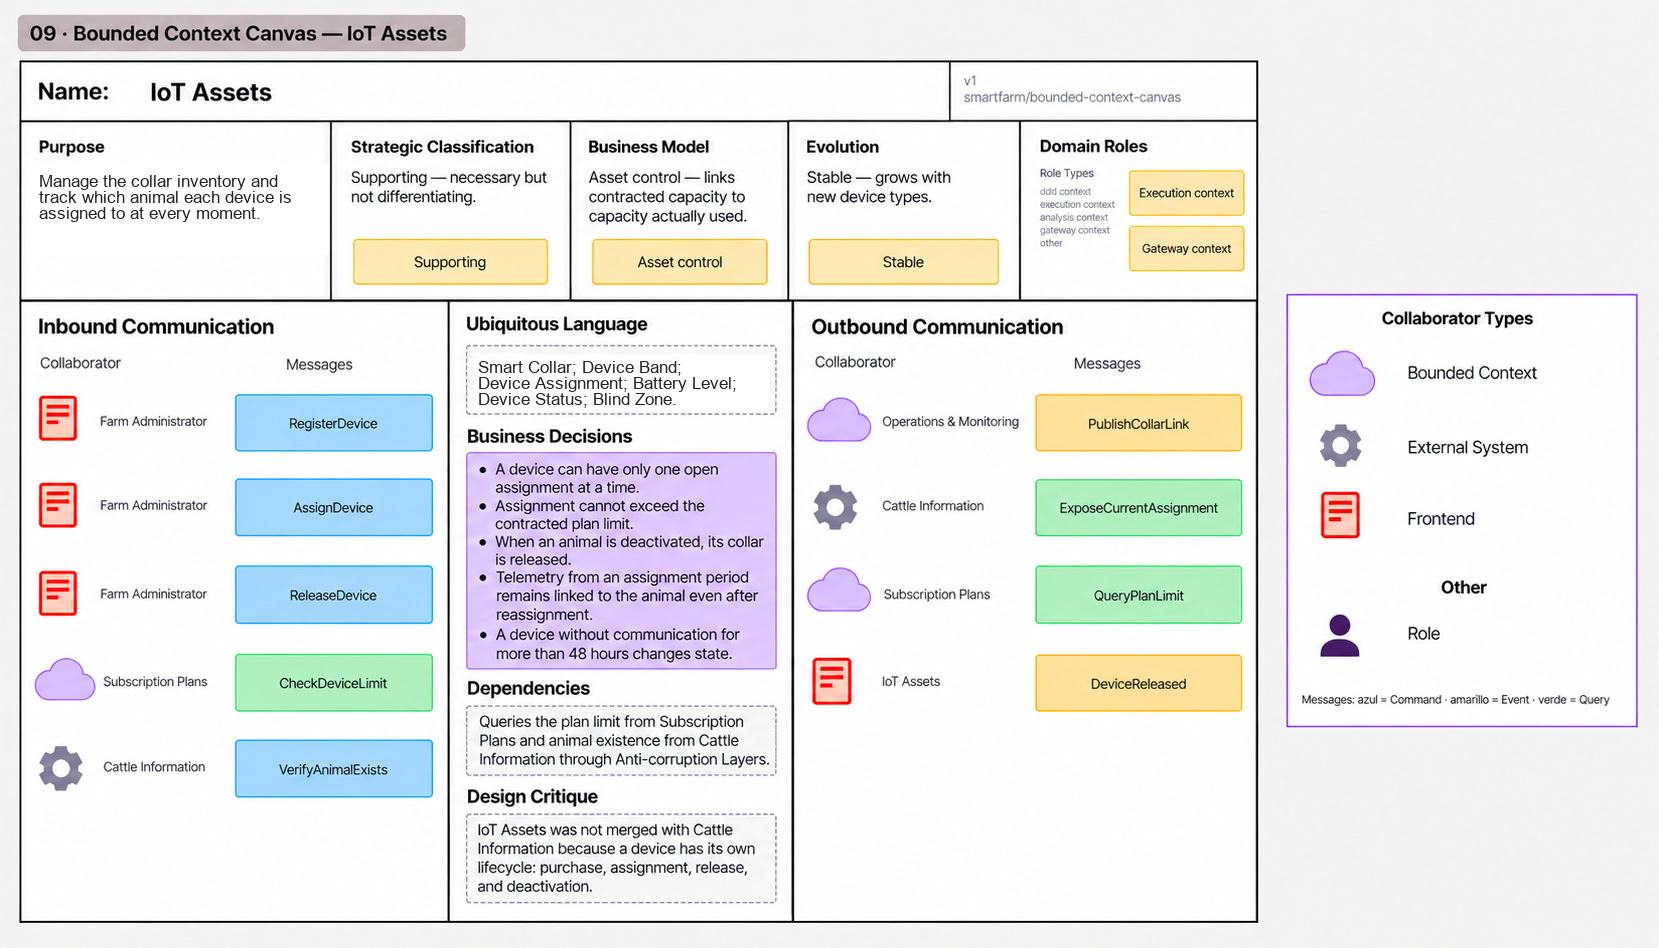 09 · Bounded Context Canvas — IoT Assets
Name: IoT Assets
v1
smartfarm/bounded-context-canvas
Purpose
Manage the collar inventory and
track which animal each device is
assigned to at every moment.
Strategic Classification
Supporting — necessary but
not differentiating.
Supporting
Business Model
Asset control — links
contracted capacity to
capacity actually used.
Asset control
Evolution
Stable — grows with
new device types.
Stable
Domain Roles
Role Types
ddd context
execution context
analysis context
gateway context
other
Execution context
Gateway context
Inbound Communication
Collaborator Messages
Farm Administrator RegisterDevice
Farm Administrator AssignDevice
Farm Administrator ReleaseDevice
Subscription Plans CheckDeviceLimit
Cattle Information VerifyAnimalExists
Ubiquitous Language
Smart Collar; Device Band;
Device Assignment; Battery Level;
Device Status; Blind Zone.
Business Decisions
● A device can have only one open
assignment at a time.
● Assignment cannot exceed the
contracted plan limit.
● When an animal is deactivated, its collar
is released.
● Telemetry from an assignment period
remains linked to the animal even after
reassignment.
● A device without communication for
more than 48 hours changes state.
Dependencies
Queries the plan limit from Subscription
Plans and animal existence from Cattle
Information through Anti-corruption Layers.
Design Critique
IoT Assets was not merged with Cattle
Information because a device has its own
lifecycle: purchase, assignment, release,
and deactivation.
Outbound Communication
Collaborator Messages
Operations & Monitoring PublishCollarLink
Cattle Information ExposeCurrentAssignment
Subscription Plans QueryPlanLimit
IoT Assets DeviceReleased
Collaborator Types
Bounded Context
External System
Frontend
Other
Role
Messages: azul = Command · amarillo = Event · verde = Query